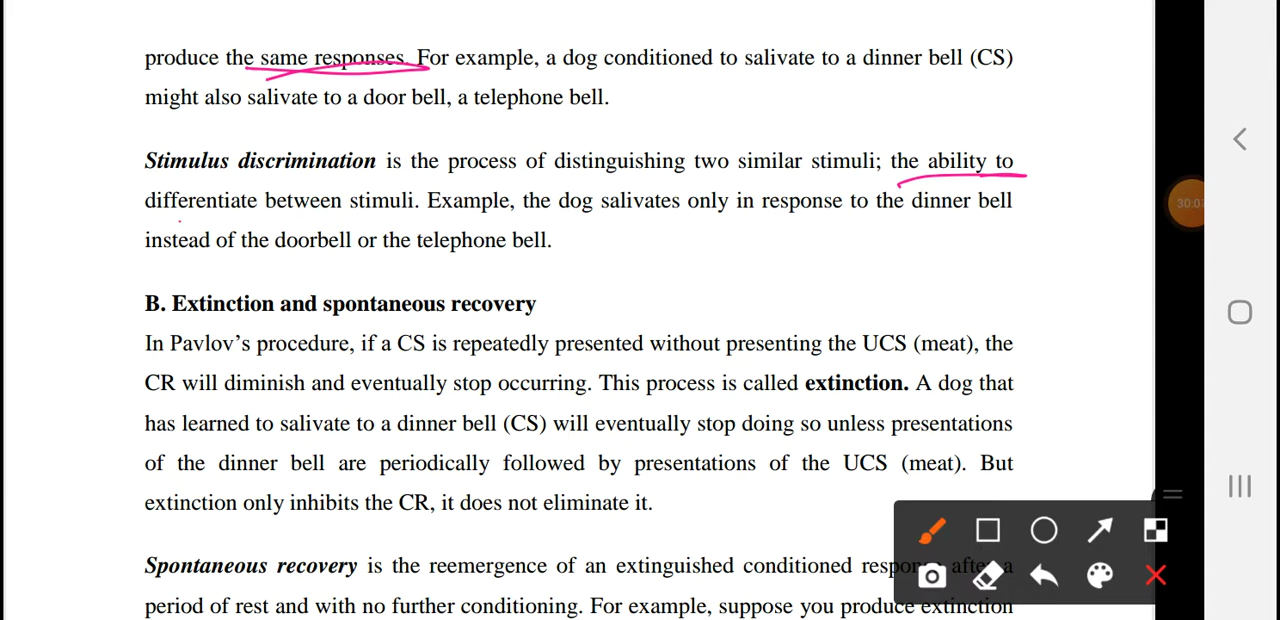 produce the same responses. For example, a dog conditioned to salivate to a dinner bell (CS)
might also salivate to a door bell, a telephone bell.
Stimulus discrimination is the process of distinguishing two similar stimuli; the ability to
differentiate between stimuli. Example, the dog salivates only in response to the dinner bell
instead of the doorbell or the telephone bell.
B. Extinction and spontaneous recovery
In Pavlov’s procedure, if a CS is repeatedly presented without presenting the UCS (meat), the
CR will diminish and eventually stop occurring. This process is called extinction. A dog that
has learned to salivate to a dinner bell (CS) will eventually stop doing so unless presentations
of the dinner bell are periodically followed by presentations of the UCS (meat). But
extinction only inhibits the CR, it does not eliminate it.
Spontaneous recovery is the reemergence of an extinguished conditioned response after a
period of rest and with no further conditioning. For example, suppose you produce extinction